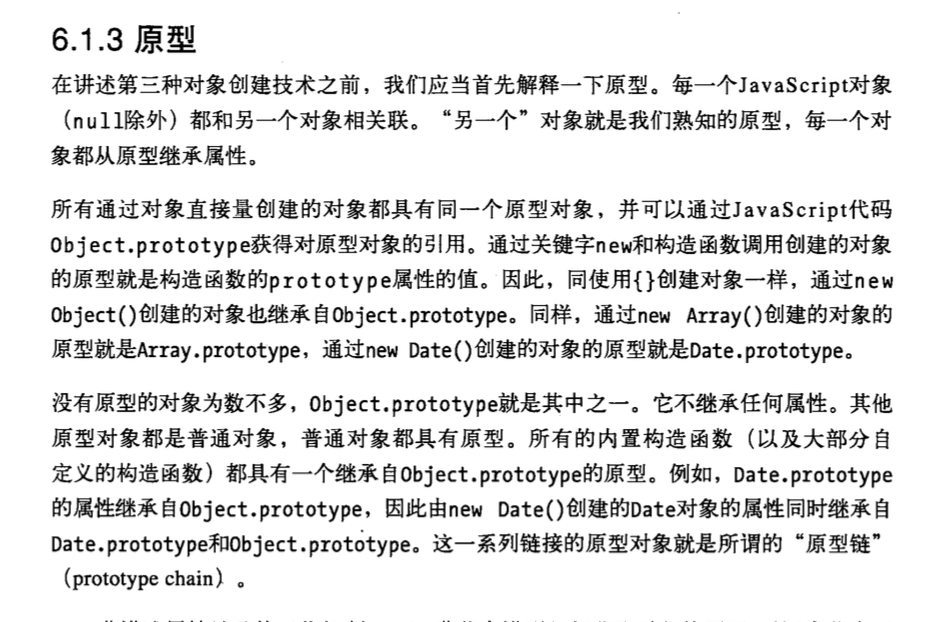 6.1.3 原型
在讲述第三种对象创建技术之前，我们应当首先解释一下原型。每一个JavaScript对象
（null除外）都和另一个对象相关联。“另一个”对象就是我们熟知的原型，每一个对
象都从原型继承属性。
所有通过对象直接量创建的对象都具有同一个原型对象，并可以通过JavaScript代码
Object.prototype获得对原型对象的引用。通过关键字new和构造函数调用创建的对象
的原型就是构造函数的prototype属性的值。因此，同使用{}创建对象一样，通过new
Object()创建的对象也继承自Object.prototype。同样，通过new Array()创建的对象的
原型就是Array.prototype，通过new Date()创建的对象的原型就是Date.prototype。
没有原型的对象为数不多，Object.prototype就是其中之一。它不继承任何属性。其他
原型对象都是普通对象，普通对象都具有原型。所有的内置构造函数（以及大部分自
定义的构造函数）都具有一个继承自Object.prototype的原型。例如，Date.prototype
的属性继承自Object.prototype，因此由new Date()创建的Date对象的属性同时继承自
Date.prototype和Object.prototype。这一系列链接的原型对象就是所谓的“原型链”
（prototype chain）。